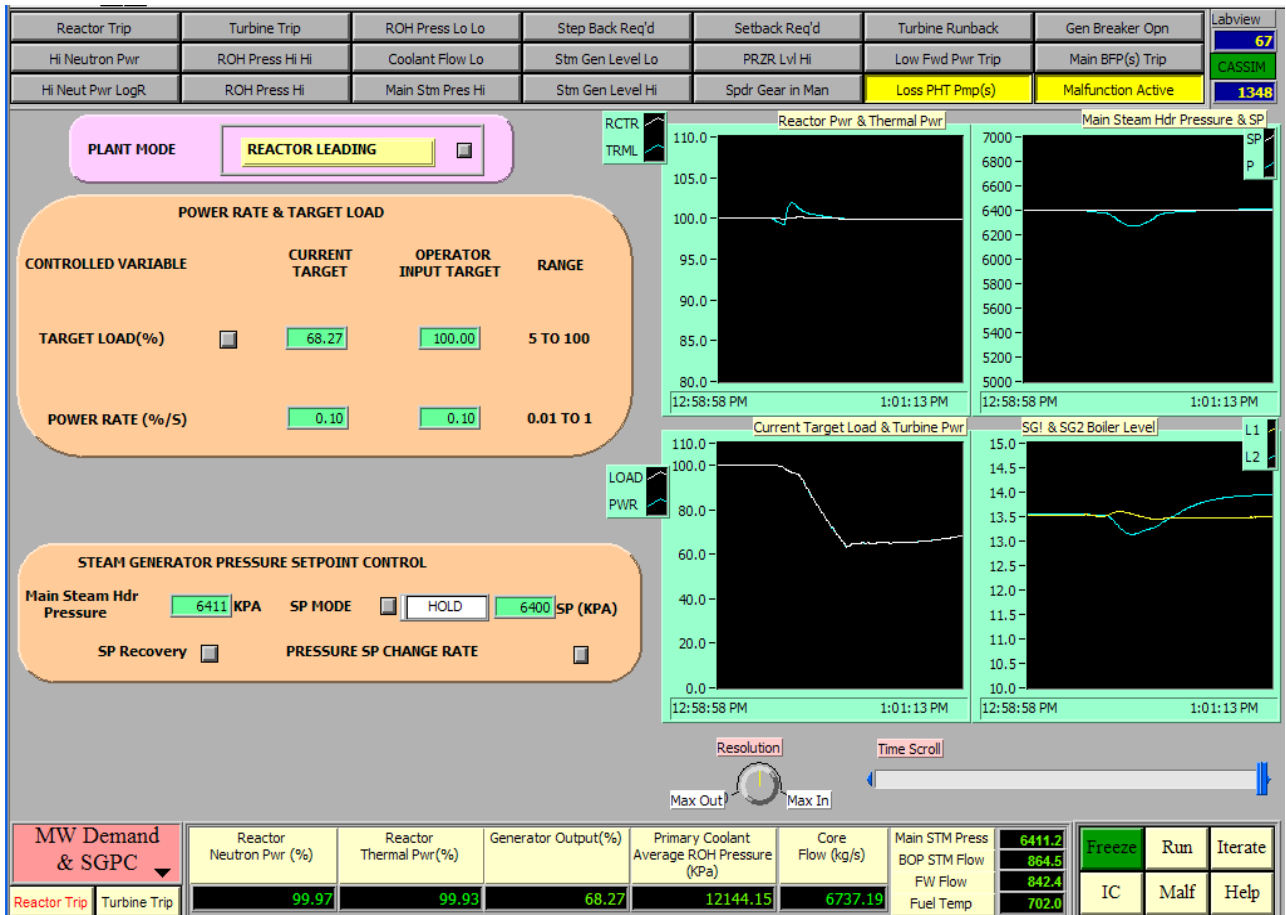 Reactor Trip Turbine Trip ROH Press Lo Lo Step Back Req'd Setback Req'd Turbine Runback Gen Breaker Opn Labview
67
Hi Neutron Pwr ROH Press Hi Hi Coolant Flow Lo Stm Gen Level Lo PRZR Lvl Hi Low Fwd Pwr Trip Main BFP(s) Trip CASSIM
Hi Neut Pwr LogR ROH Press Hi Main Stm Pres Hi Stm Gen Level Hi Spdr Gear in Man Loss PHT Pmp(s) Malfunction Active 1348
PLANT MODE REACTOR LEADING
POWER RATE & TARGET LOAD
CONTROLLED VARIABLE CURRENT TARGET OPERATOR INPUT TARGET RANGE
TARGET LOAD(%) 68.27 100.00 5 TO 100
POWER RATE (%/S) 0.10 0.10 0.01 TO 1
STEAM GENERATOR PRESSURE SETPOINT CONTROL
Main Steam Hdr Pressure 6411 KPA SP MODE HOLD 6400 SP (KPA)
SP Recovery PRESSURE SP CHANGE RATE
Reactor Pwr & Thermal Pwr
RCTR
TRML
110.0
105.0
100.0
95.0
90.0
85.0
80.0
12:58:58 PM 1:01:13 PM
Main Steam Hdr Pressure & SP
SP
P
7000
6800
6600
6400
6200
6000
5800
5600
5400
5200
5000
12:58:58 PM 1:01:13 PM
Current Target Load & Turbine Pwr
LOAD
PWR
110.0
100.0
80.0
60.0
40.0
20.0
0.0
12:58:58 PM 1:01:13 PM
SG! & SG2 Boiler Level
L1
L2
15.0
14.5
14.0
13.5
13.0
12.5
12.0
11.5
11.0
10.5
10.0
12:58:58 PM 1:01:13 PM
Resolution
Max Out Max In
Time Scroll
MW Demand
& SGPC
Reactor Trip Turbine Trip
Reactor
Neutron Pwr (%)
99.97
Reactor
Thermal Pwr(%)
99.93
Generator Output(%)
68.27
Primary Coolant
Average ROH Pressure
(KPa)
12144.15
Core
Flow (kg/s)
6737.19
Main STM Press 6411.2
BOP STM Flow 864.5
FW Flow 842.4
Fuel Temp 702.0
Freeze Run Iterate
IC Malf Help